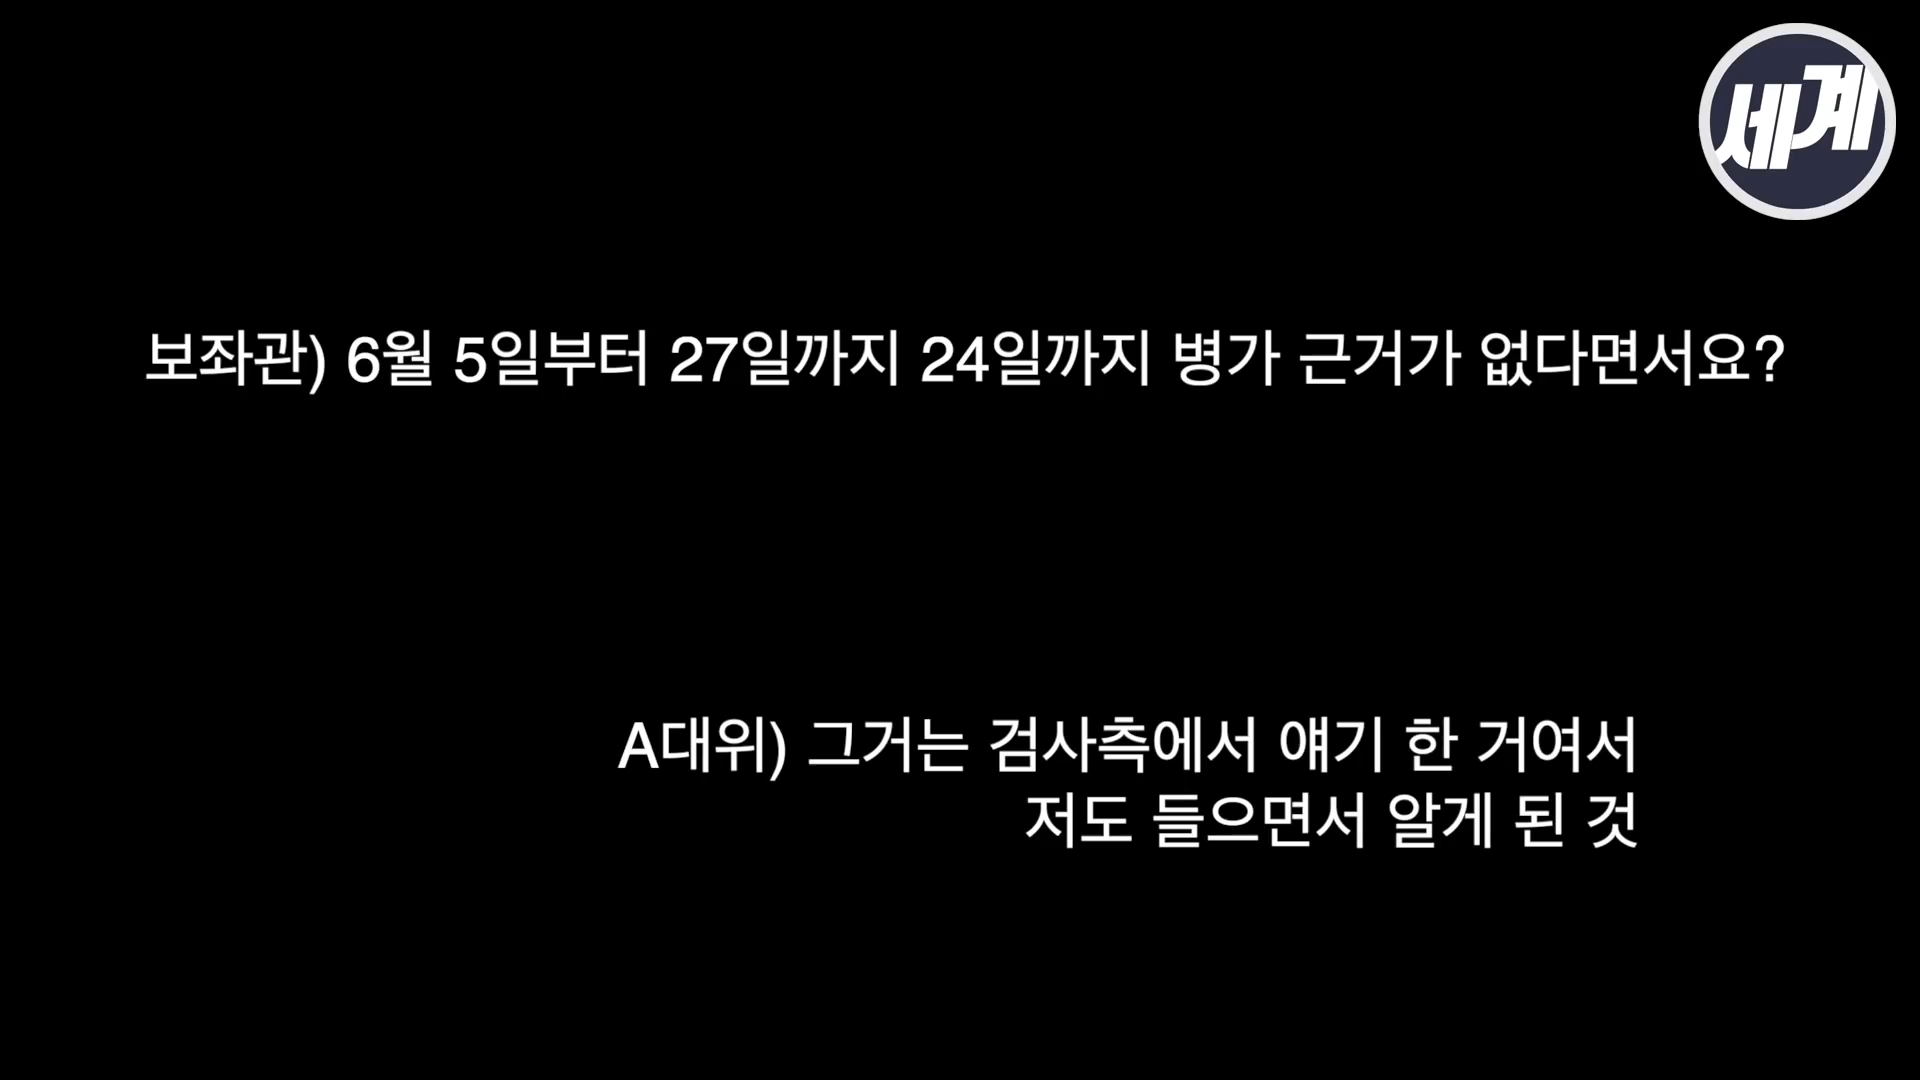 세계
보좌관) 6월 5일부터 27일까지 24일까지 병가 근거가 없다면서요?
A대위) 그거는 검사측에서 얘기 한 거여서
저도 들으면서 알게 된 것